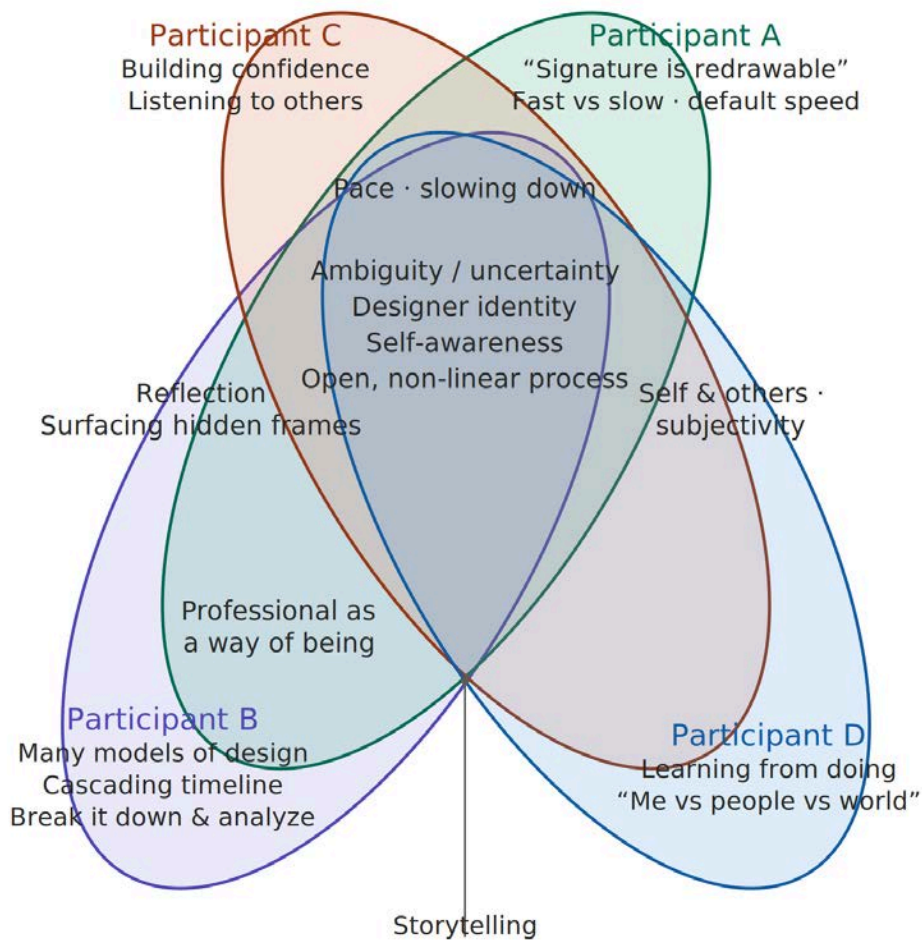 Participant C
Building confidence
Listening to others
Participant A
“Signature is redrawable”
Fast vs slow · default speed
Pace · slowing down
Ambiguity / uncertainty
Designer identity
Self-awareness
Open, non-linear process
Reflection
Surfacing hidden frames
Self & others ·
subjectivity
Professional as
a way of being
Participant B
Many models of design
Cascading timeline
Break it down & analyze
Participant D
Learning from doing
“Me vs people vs world”
Storytelling